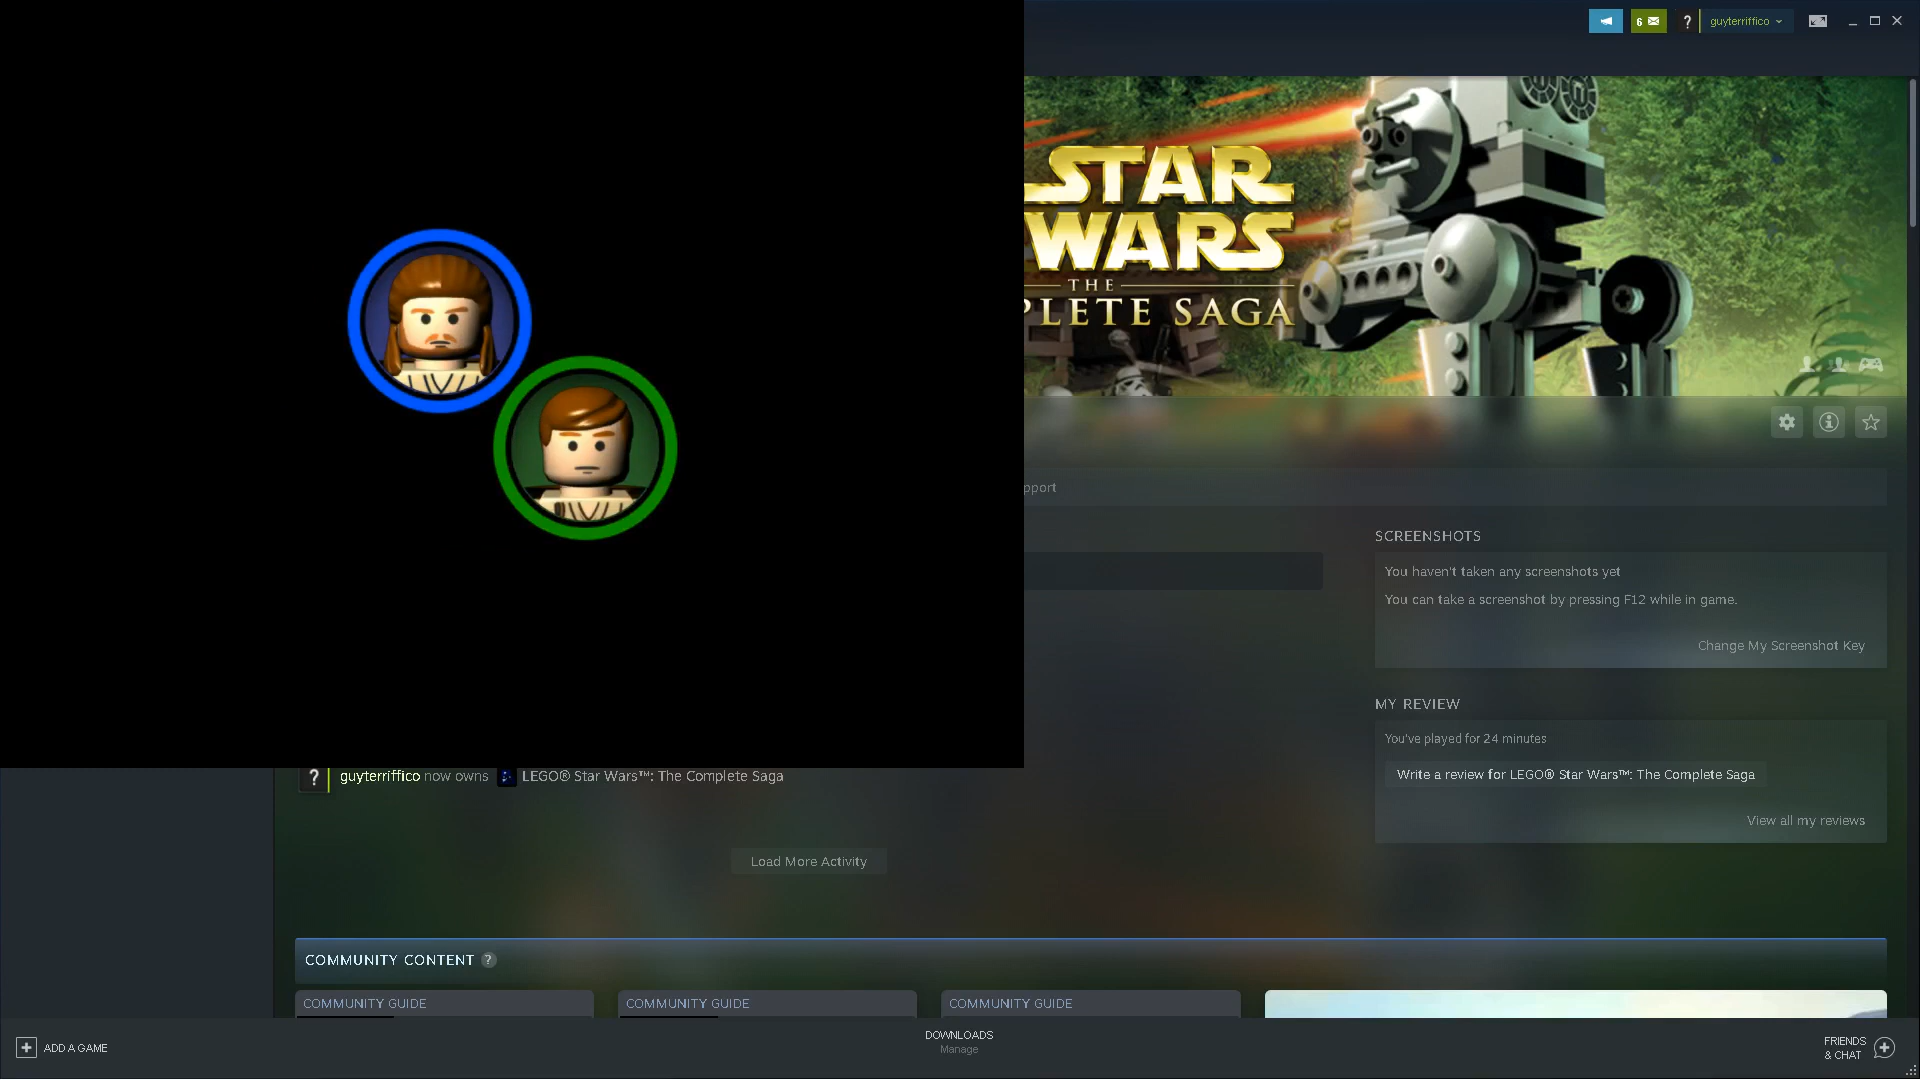 6
?
guyterriffico
STAR
WARS
THE
PLETE SAGA
pport
SCREENSHOTS
You haven't taken any screenshots yet
You can take a screenshot by pressing F12 while in game.
Change My Screenshot Key
MY REVIEW
You've played for 24 minutes
Write a review for LEGO® Star Wars™: The Complete Saga
View all my reviews
? guyterriffico now owns LEGO® Star Wars™: The Complete Saga
Load More Activity
COMMUNITY CONTENT ?
COMMUNITY GUIDE
COMMUNITY GUIDE
COMMUNITY GUIDE
ADD A GAME
DOWNLOADS
Manage
FRIENDS
& CHAT